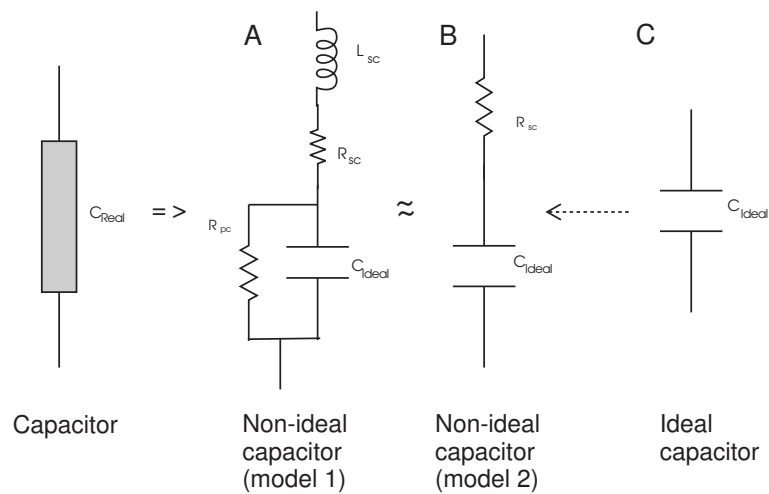 A
B
C
L sc
R sc
R sc
C Real
= >
R pc
≈
C Ideal
C Ideal
C Ideal
Capacitor
Non-ideal
capacitor
(model 1)
Non-ideal
capacitor
(model 2)
Ideal
capacitor